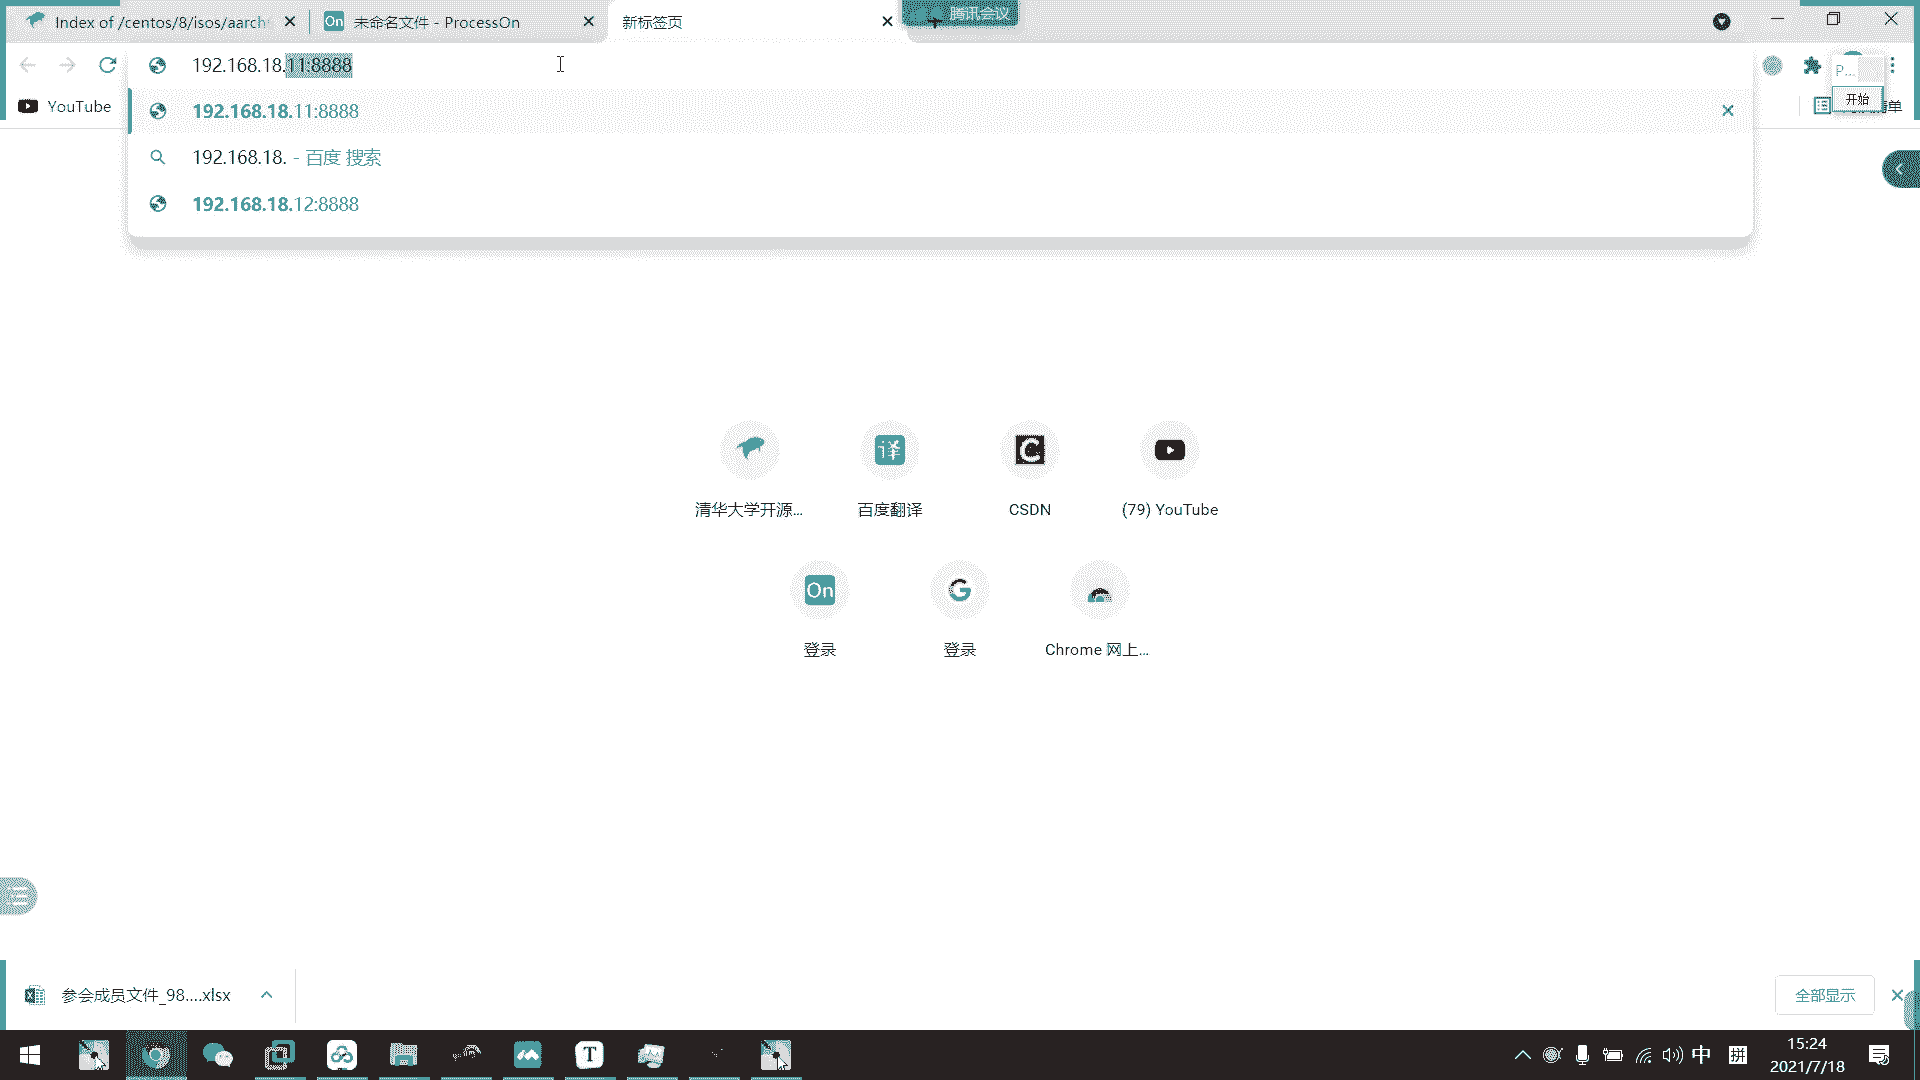 Index of /centos/8/isos/aarch
未命名文件 - ProcessOn
新标签页
腾讯会议
192.168.18.11:8888
P...
YouTube
192.168.18.11:8888
开始
单
192.168.18. - 百度 搜索
192.168.18.12:8888
清华大学开源...
百度翻译
CSDN
(79) YouTube
登录
登录
Chrome 网上...
参会成员文件_98....xlsx
全部显示
中
拼
15:24
2021/7/18